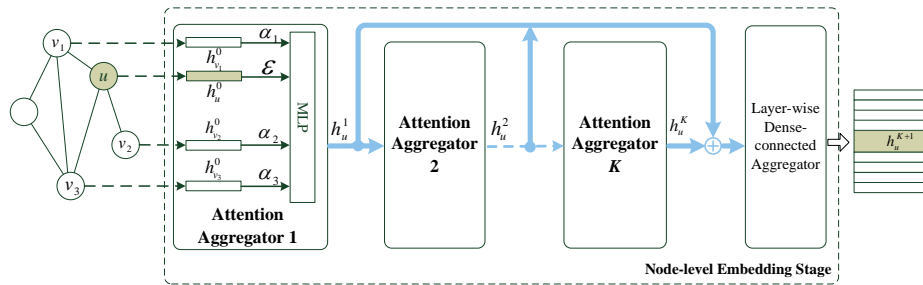 v₁
u
v₂
v₃
α₁
h⁰ᵥ₁
ε
h⁰ᵤ
h⁰ᵥ₂
α₂
h⁰ᵥ₃
α₃
MLP
Attention
Aggregator 1
h¹ᵤ
Attention
Aggregator
2
h²ᵤ
Attention
Aggregator
K
hᴷᵤ
Layer-wise
Dense-
connected
Aggregator
hᴷ⁺¹ᵤ
Node-level Embedding Stage